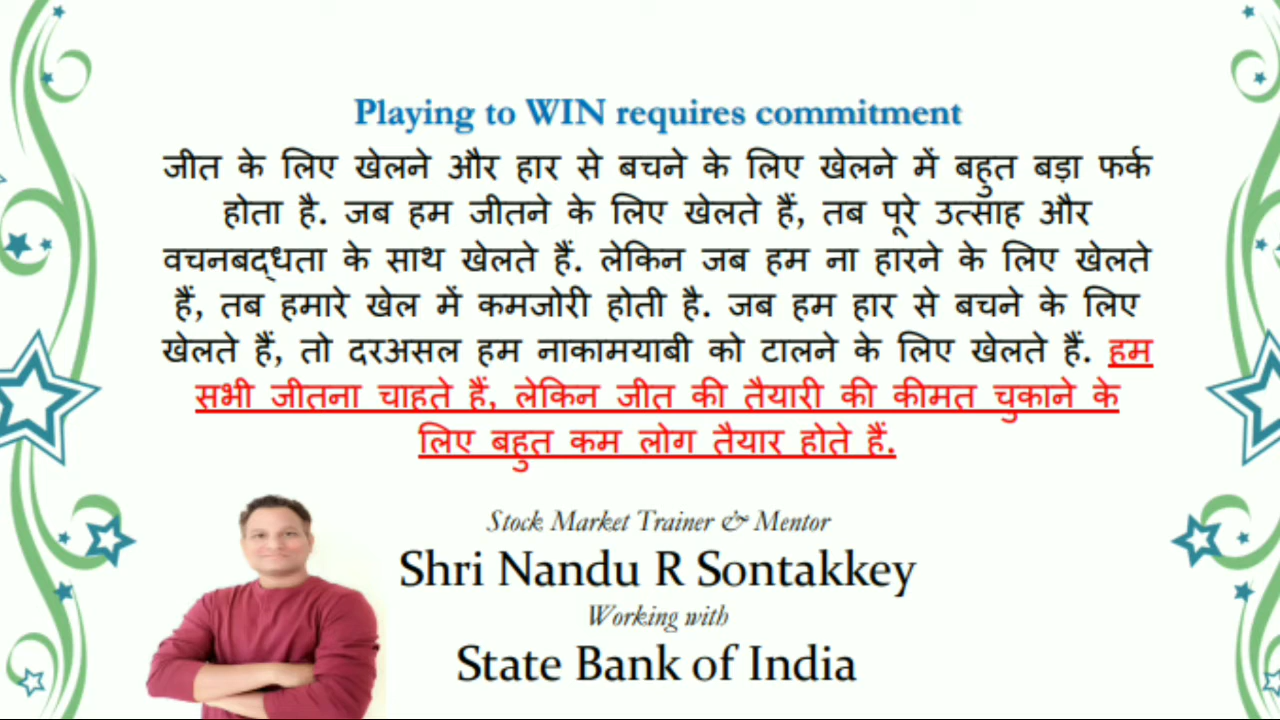 Playing to WIN requires commitment
जीत के लिए खेलने और हार से बचने के लिए खेलने में बहुत बड़ा फर्क
होता है. जब हम जीतने के लिए खेलते हैं, तब पूरे उत्साह और
वचनबद्धता के साथ खेलते हैं. लेकिन जब हम ना हारने के लिए खेलते
हैं, तब हमारे खेल में कमजोरी होती है. जब हम हार से बचने के लिए
खेलते हैं, तो दरअसल हम नाकामयाबी को टालने के लिए खेलते हैं. हम
सभी जीतना चाहते हैं, लेकिन जीत की तैयारी की कीमत चुकाने के
लिए बहुत कम लोग तैयार होते हैं.
Stock Market Trainer & Mentor
Shri Nandu R Sontakkey
Working with
State Bank of India